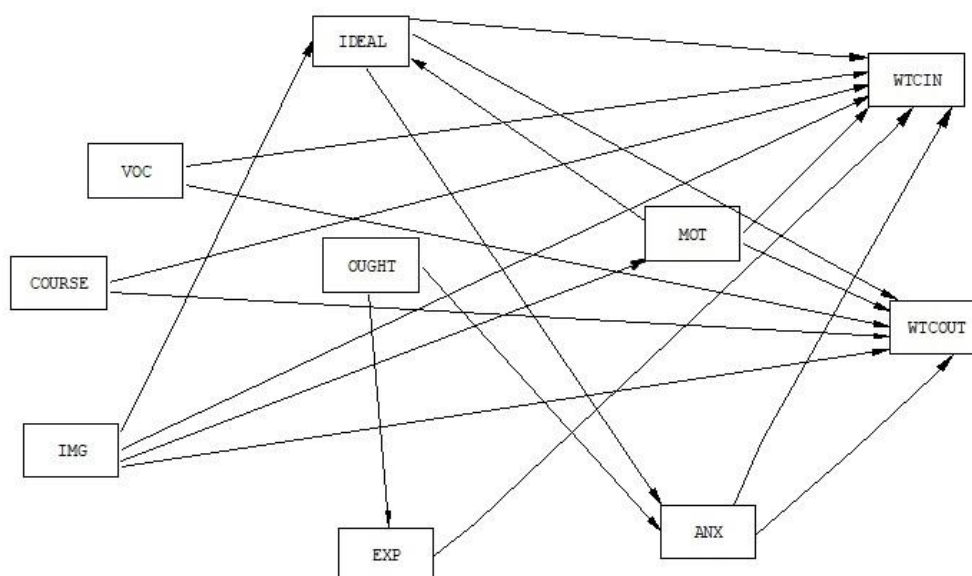 IDEAL
WTCIN
VOC
MOT
OUGHT
COURSE
WTCOUT
IMG
ANX
EXP